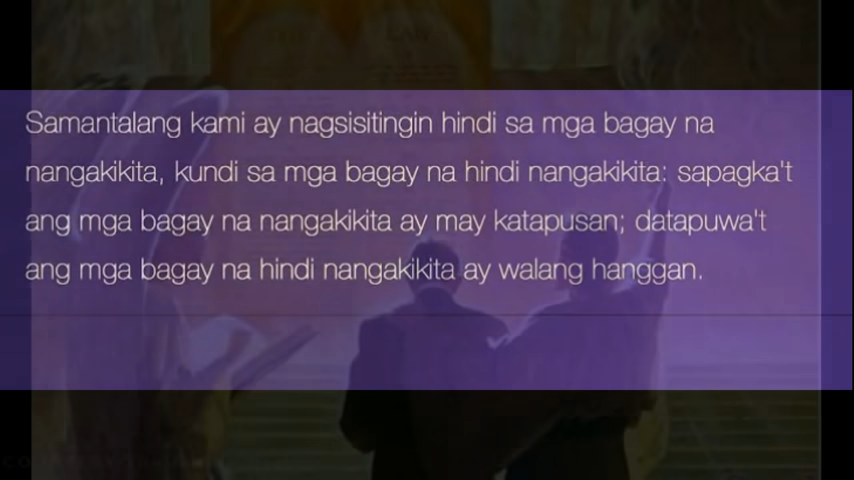 Samantalang kami ay nagsisitingin hindi sa mga bagay na
nangakikita, kundi sa mga bagay na hindi nangakikita: sapagka't
ang mga bagay na nangakikita ay may katapusan; datapuwa't
ang mga bagay na hindi nangakikita ay walang hanggan.